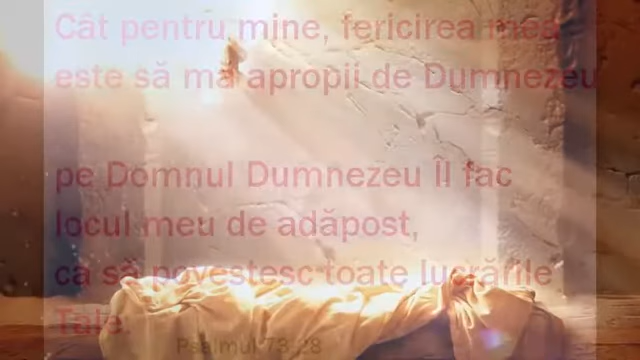 Cât pentru mine, fericirea mea
este să mă apropii de Dumnezeu
pe Domnul Dumnezeu Îl fac
locul meu de adăpost,
ca să povestesc toate lucrările
Tale.
Psalmul 73:28